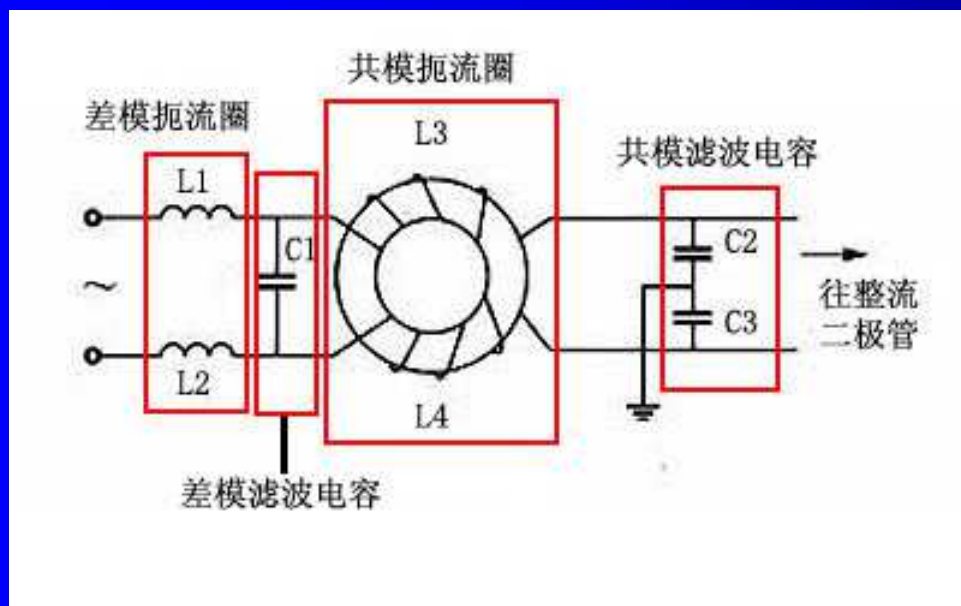 共模扼流圈
差模扼流圈
L3
共模滤波电容
L1
C1
C2
～
往整流
二极管
C3
L2
L4
差模滤波电容